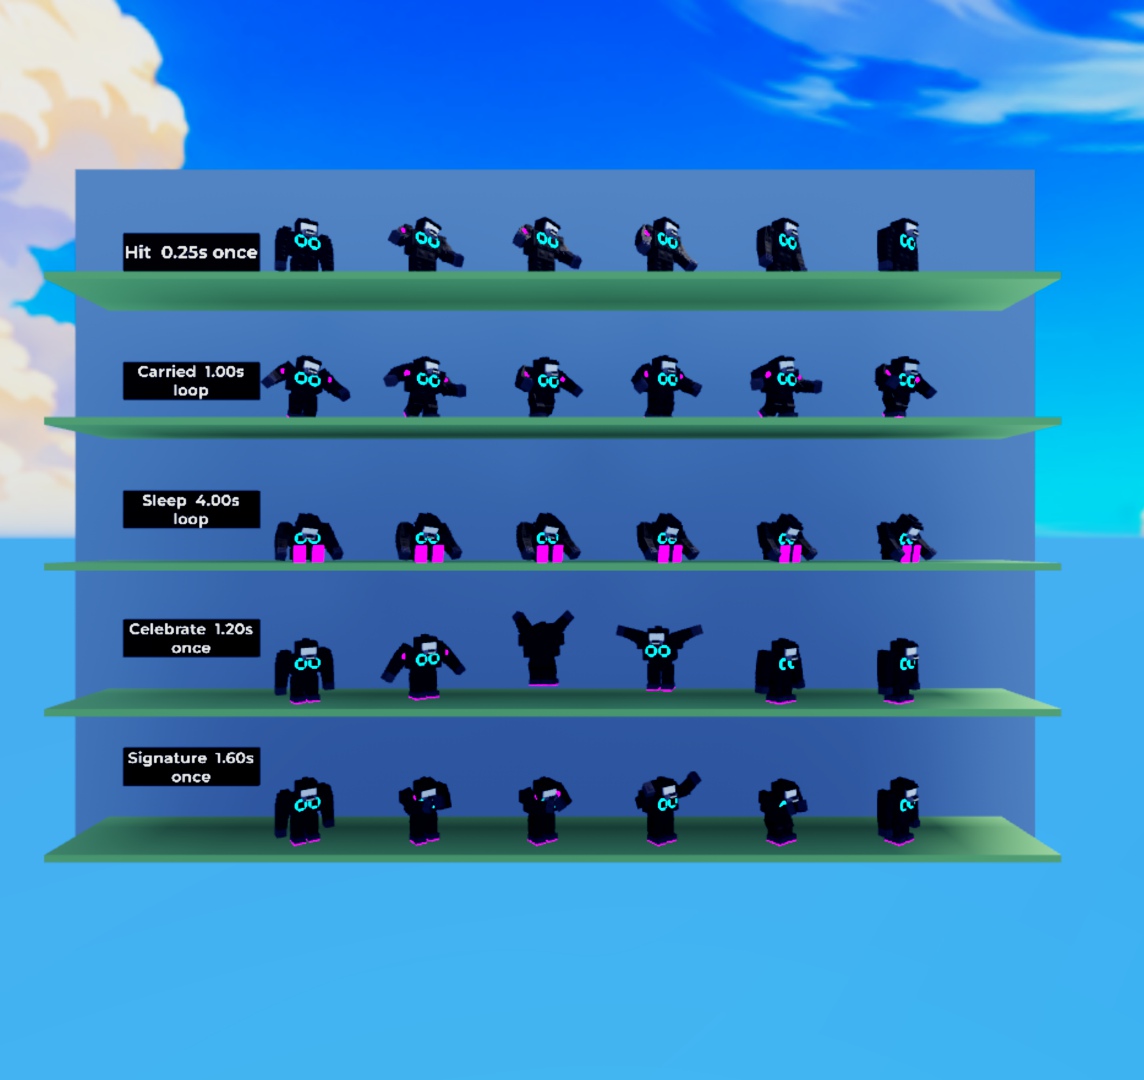 Hit 0.25s once
Carried 1.00s
loop
Sleep 4.00s
loop
Celebrate 1.20s
once
Signature 1.60s
once